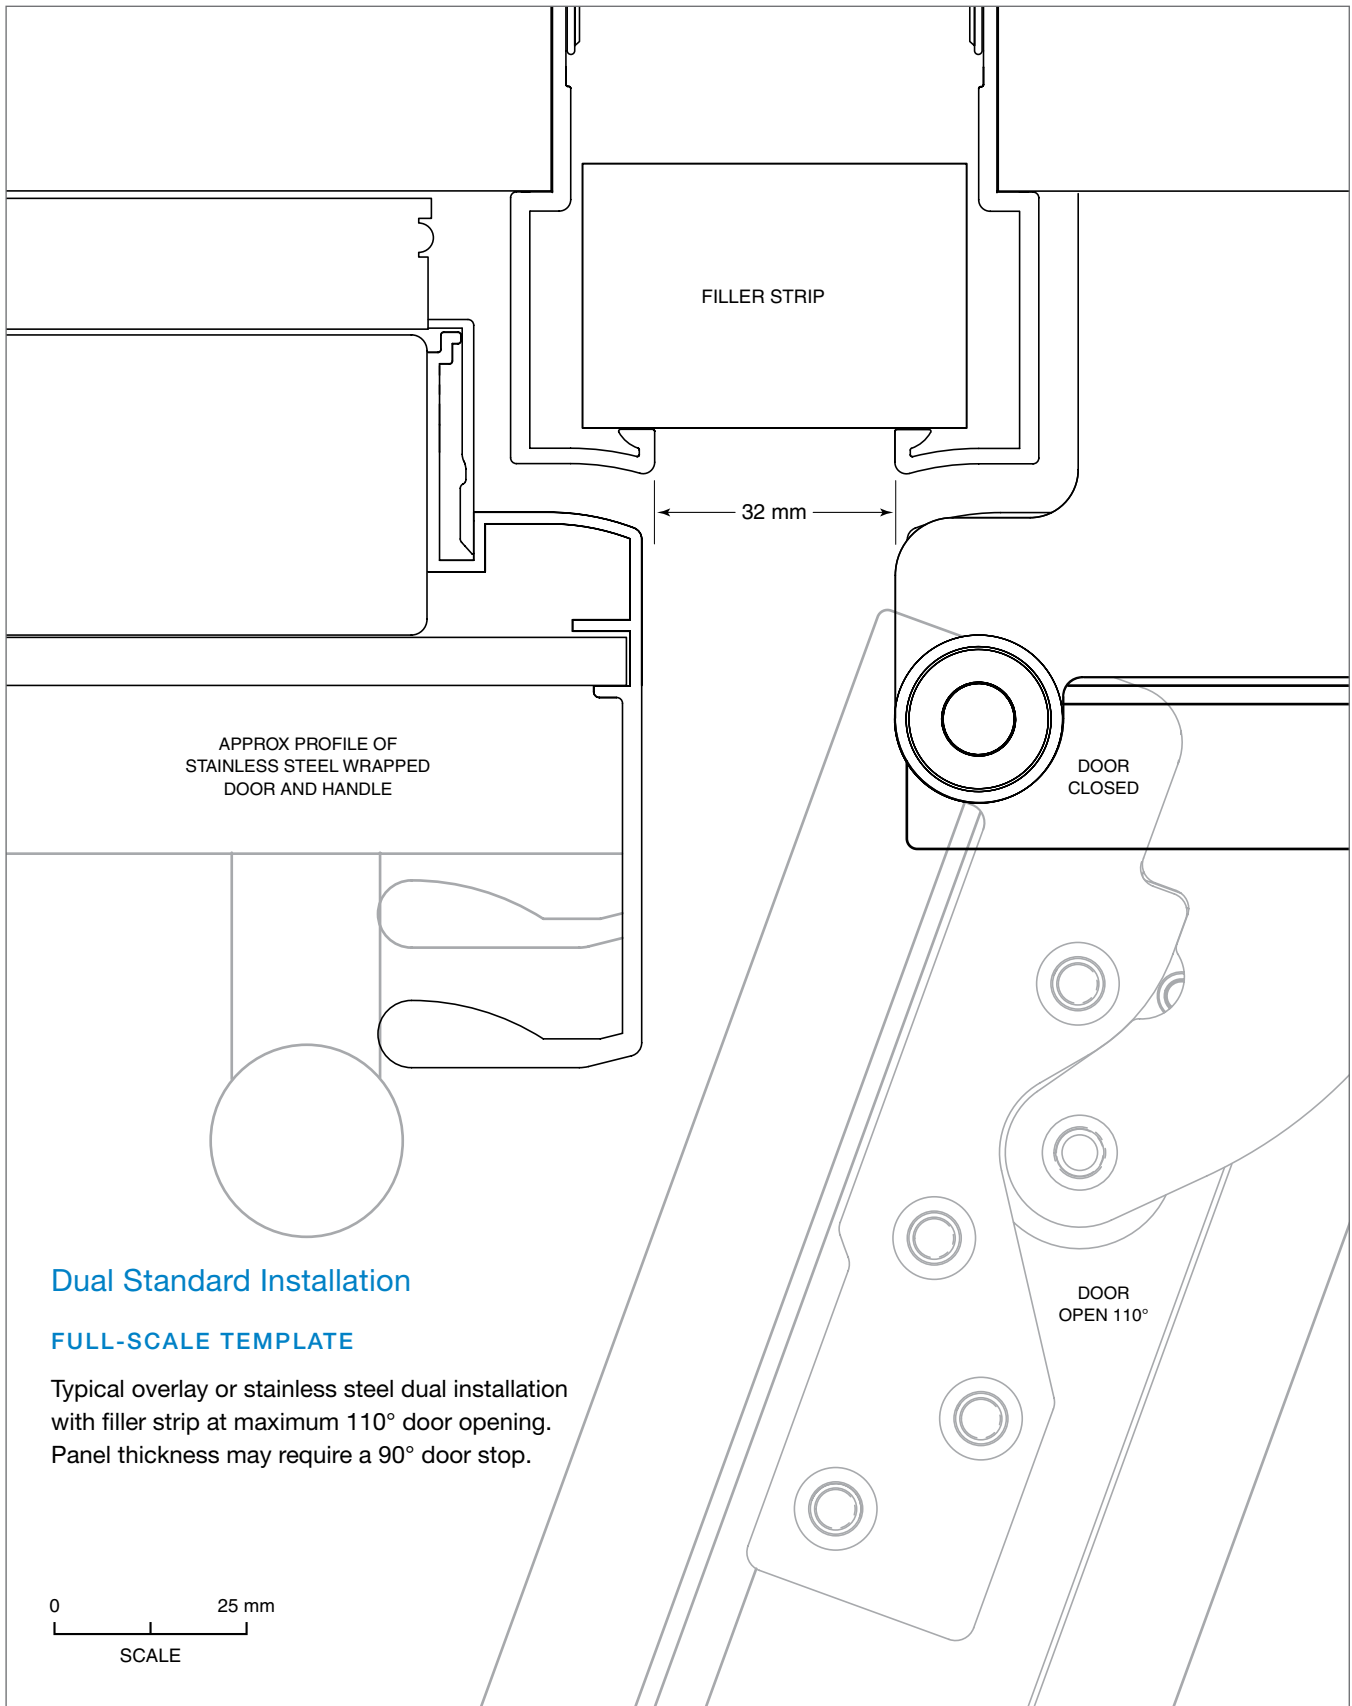 FILLER STRIP
32 mm
APPROX PROFILE OF
STAINLESS STEEL WRAPPED
DOOR AND HANDLE
DOOR
CLOSED
DOOR
OPEN 110°
Dual Standard Installation
FULL-SCALE TEMPLATE
Typical overlay or stainless steel dual installation
with filler strip at maximum 110° door opening.
Panel thickness may require a 90° door stop.
0 25 mm
SCALE